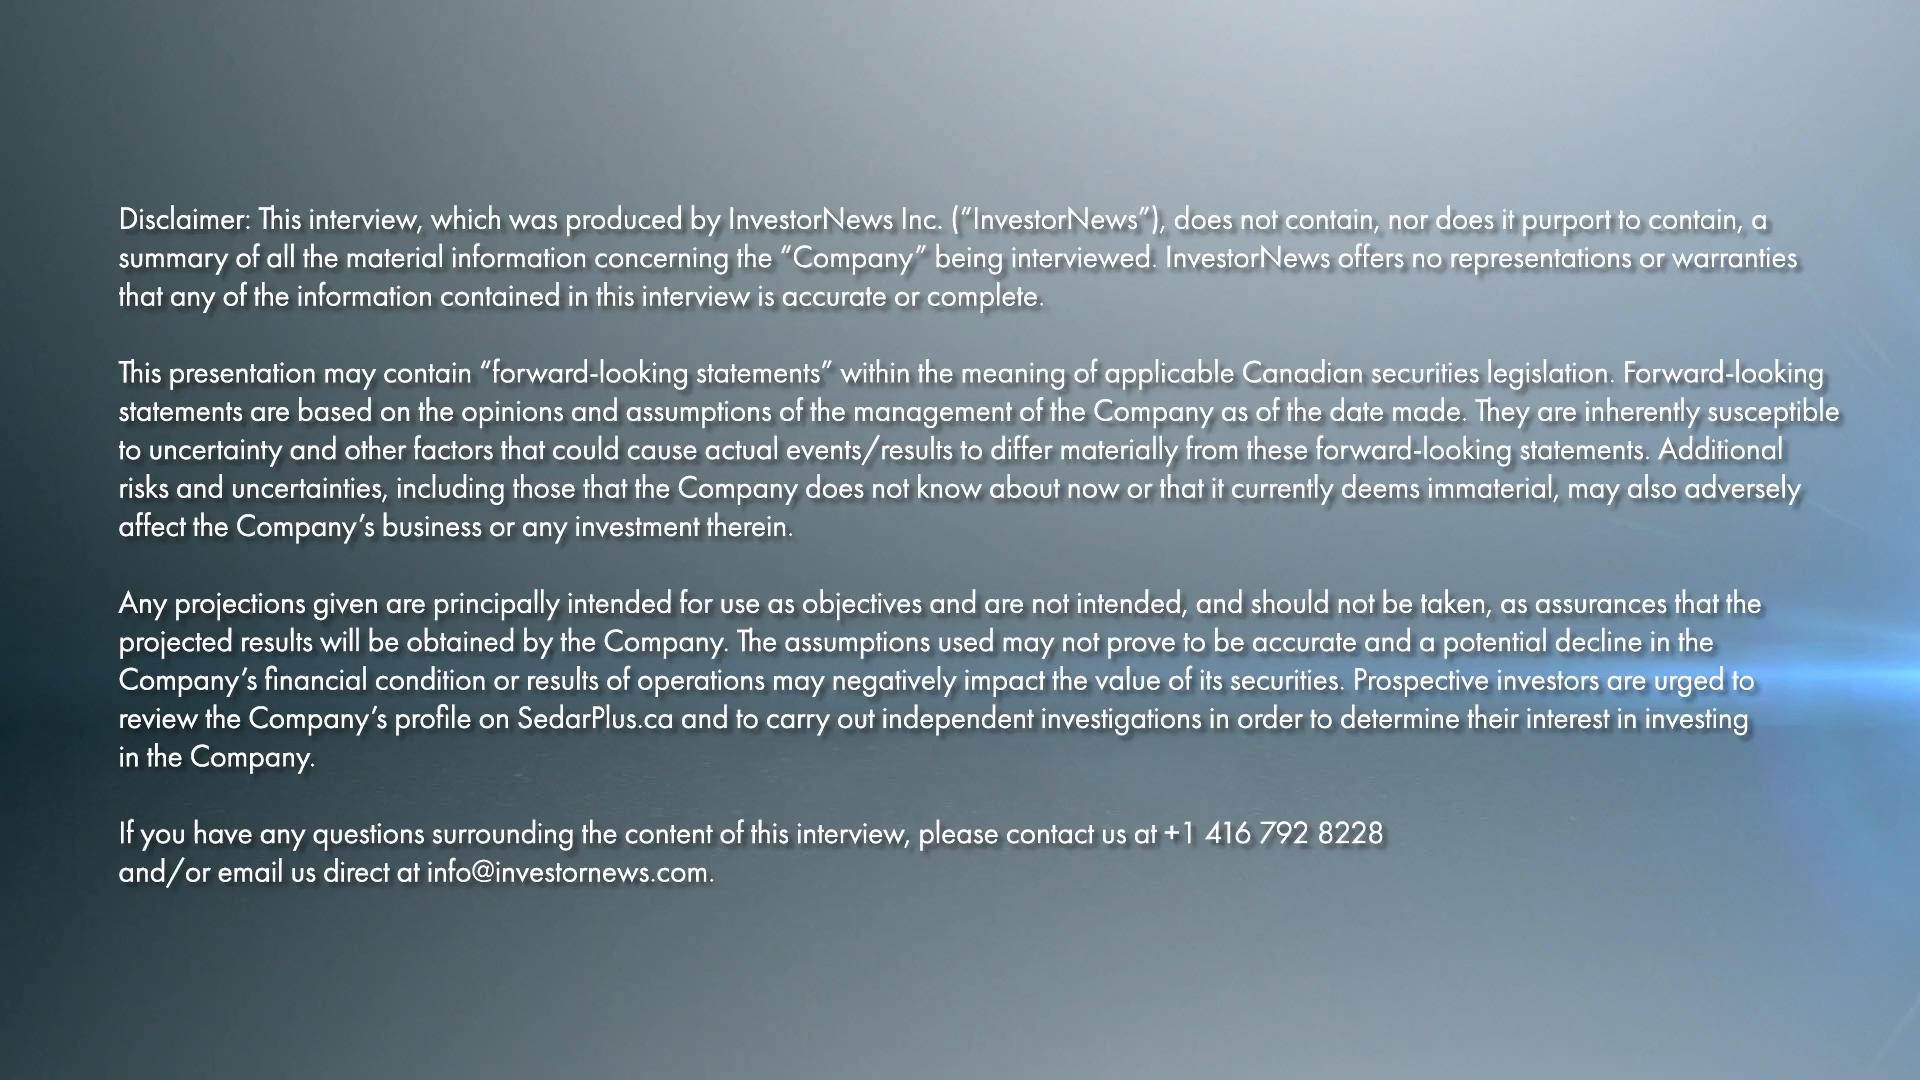 Disclaimer: This interview, which was produced by InvestorNews Inc. (“InvestorNews”), does not contain, nor does it purport to contain, a
summary of all the material information concerning the “Company” being interviewed. InvestorNews offers no representations or warranties
that any of the information contained in this interview is accurate or complete.
This presentation may contain “forward-looking statements” within the meaning of applicable Canadian securities legislation. Forward-looking
statements are based on the opinions and assumptions of the management of the Company as of the date made. They are inherently susceptible
to uncertainty and other factors that could cause actual events/results to differ materially from these forward-looking statements. Additional
risks and uncertainties, including those that the Company does not know about now or that it currently deems immaterial, may also adversely
affect the Company’s business or any investment therein.
Any projections given are principally intended for use as objectives and are not intended, and should not be taken, as assurances that the
projected results will be obtained by the Company. The assumptions used may not prove to be accurate and a potential decline in the
Company’s financial condition or results of operations may negatively impact the value of its securities. Prospective investors are urged to
review the Company’s profile on SedarPlus.ca and to carry out independent investigations in order to determine their interest in investing
in the Company.
If you have any questions surrounding the content of this interview, please contact us at +1 416 792 8228
and/or email us direct at info@investornews.com.